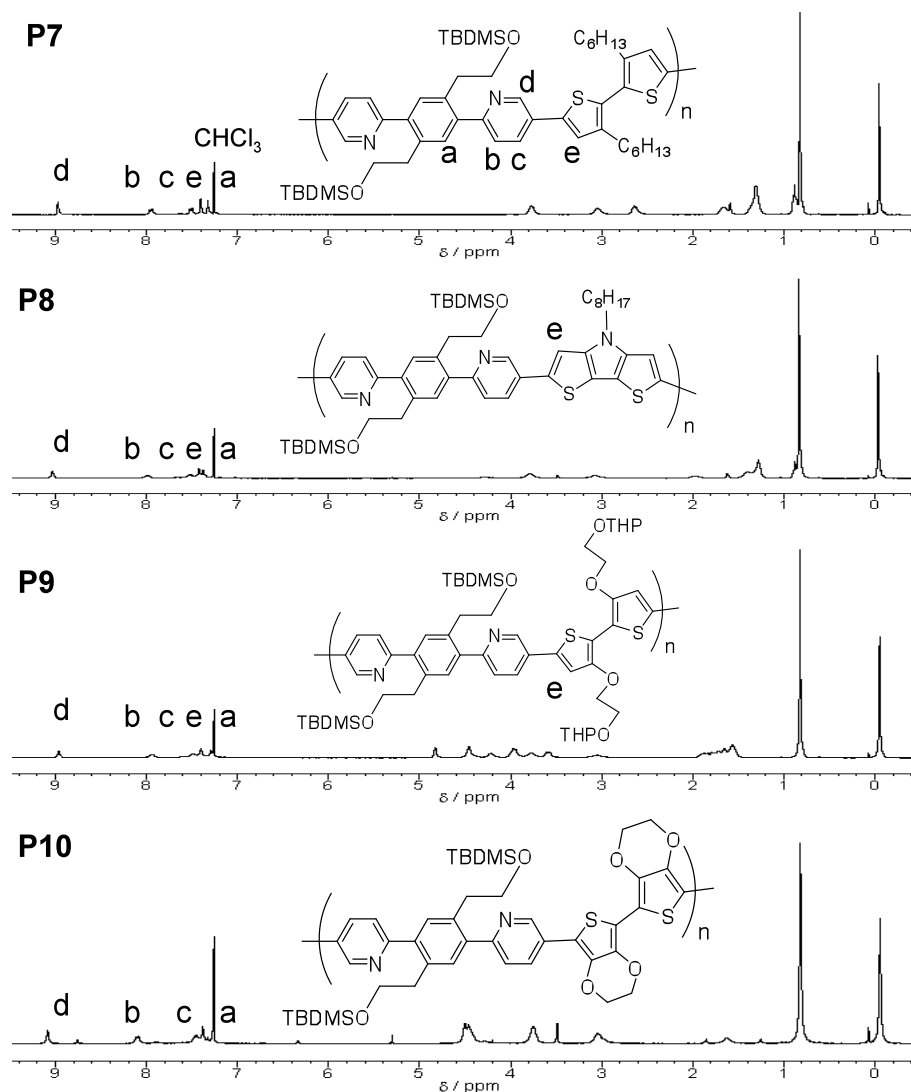 P7
TBDMSO
C6H13
N
d
S
S
n
CHCl3
N
a
b c
e
C6H13
TBDMSO
d b c e a
9 8 7 6 5 4 3 2 1 0
δ / ppm
P8
TBDMSO
C8H17
e
N
N
N
S
S
n
TBDMSO
d b c e a
9 8 7 6 5 4 3 2 1 0
δ / ppm
P9
OTHP
O
TBDMSO
N
S
S
n
N
e
O
TBDMSO
THPO
d b c e a
9 8 7 6 5 4 3 2 1 0
δ / ppm
P10
TBDMSO
O
O
N
S
S
n
N
O
O
TBDMSO
d b c a
9 8 7 6 5 4 3 2 1 0
δ / ppm